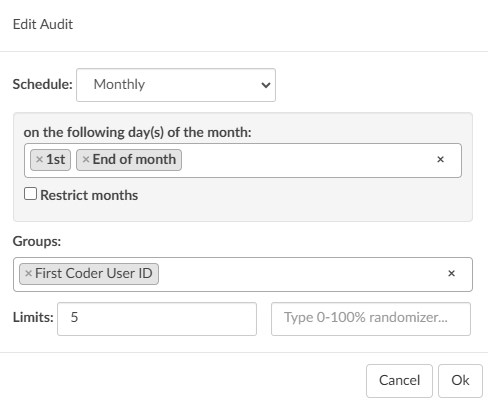 Edit Audit
Schedule: Monthly
on the following day(s) of the month:
× 1st × End of month ×
Restrict months
Groups:
× First Coder User ID ×
Limits: 5 Type 0-100% randomizer...
Cancel Ok